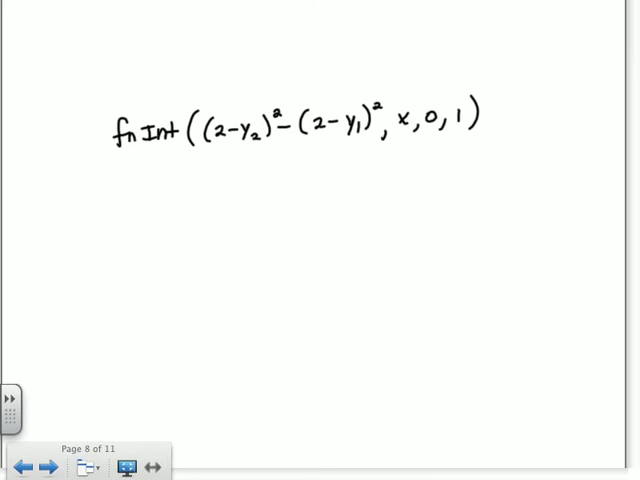 fnInt((2-y₂)²-(2-y₁)², x, 0, 1)
Page 8 of 11